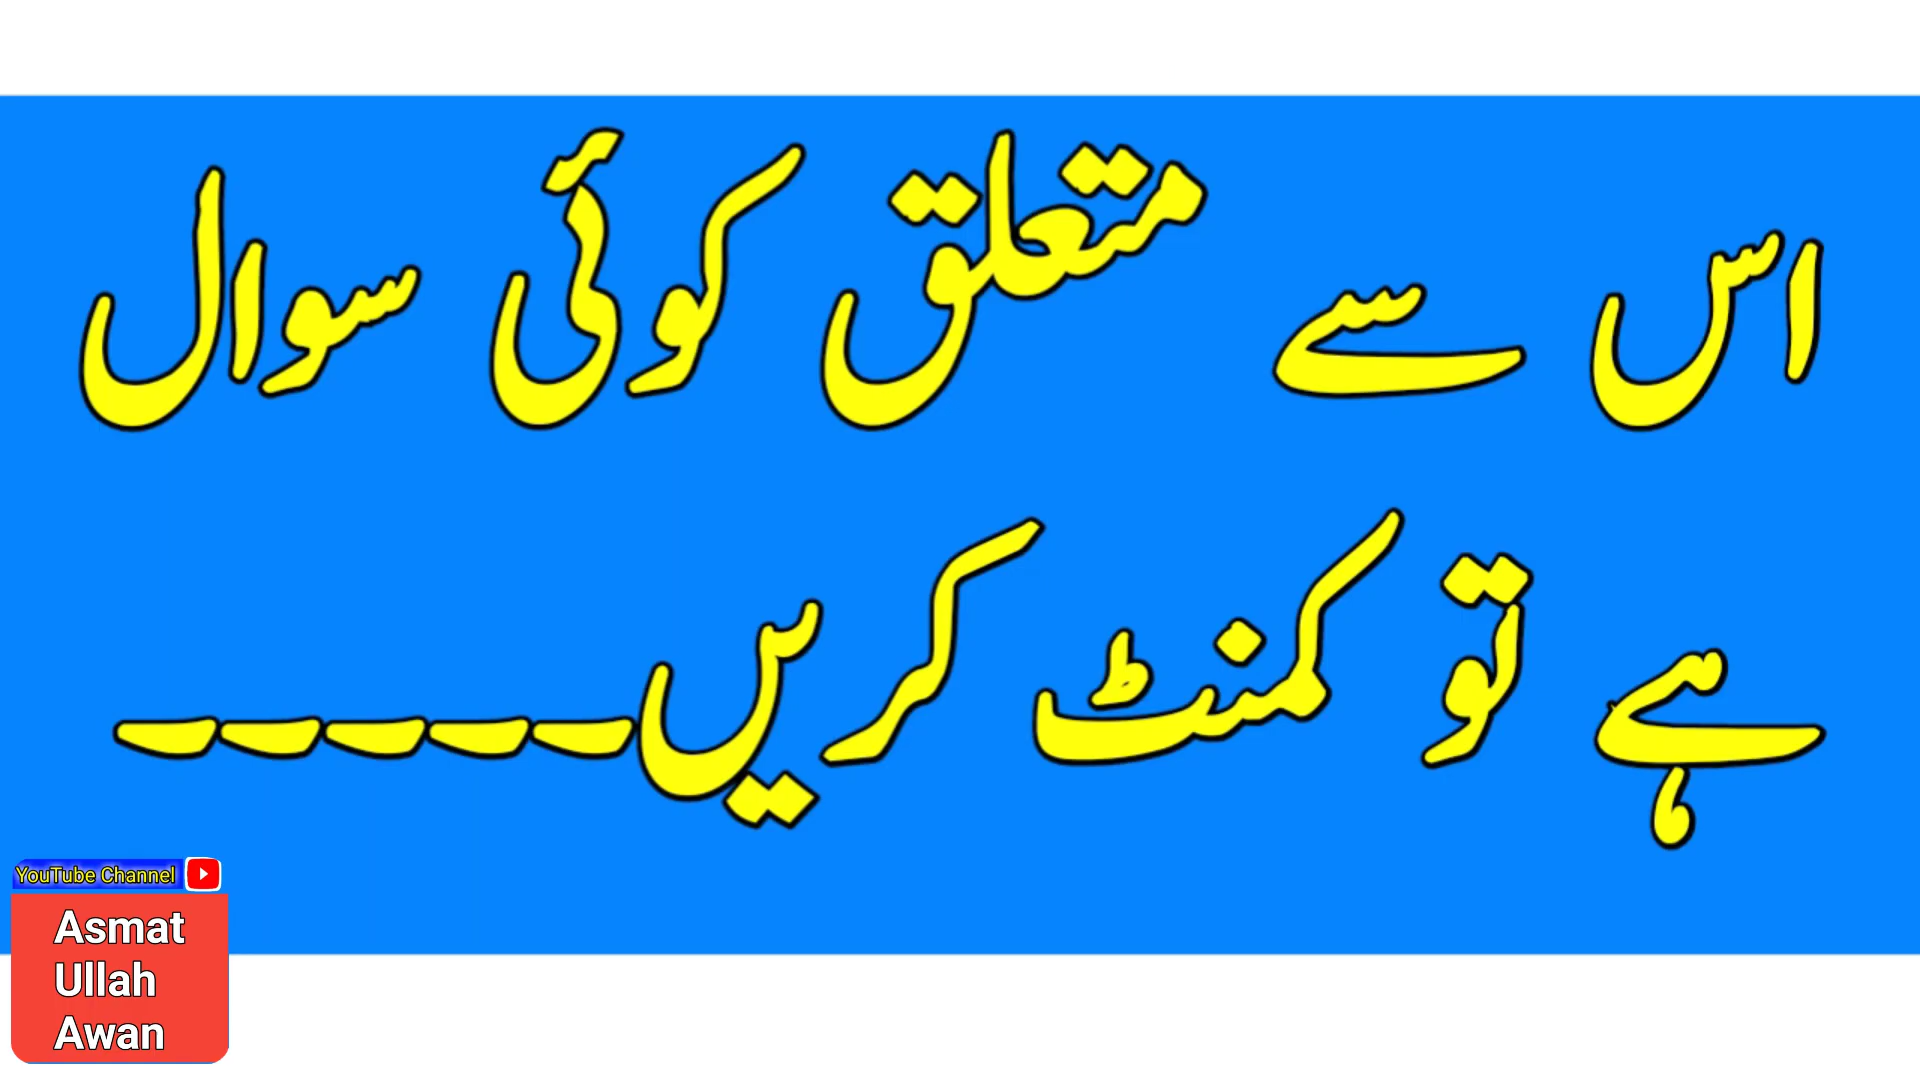 اس سے متعلق کوئی سوال
ہے تو کمنٹ کریں۔۔۔۔۔
YouTube Channel
Asmat
Ullah
Awan